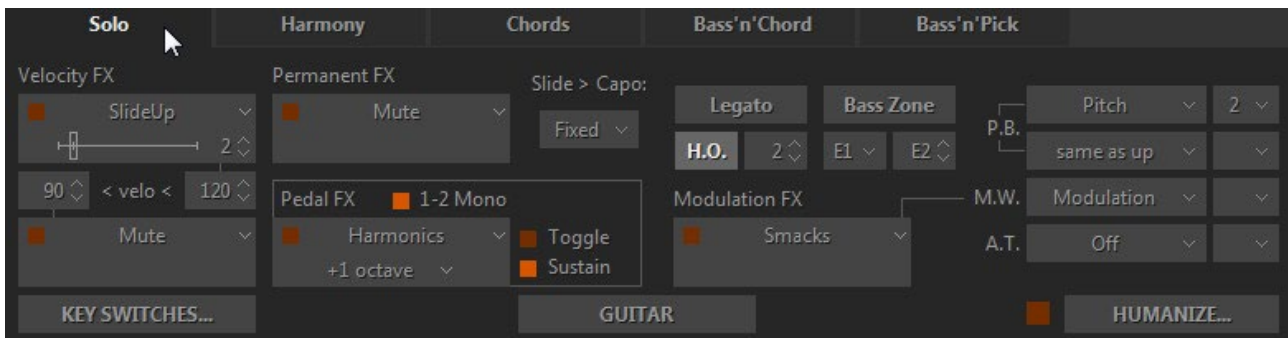 Solo Harmony Chords Bass'n'Chord Bass'n'Pick
Velocity FX Permanent FX Slide > Capo:
SlideUp Mute Legato Bass Zone P.B. Pitch 2
2 Fixed H.O. 2 E1 E2 same as up
90 < velo < 120 Pedal FX 1-2 Mono Modulation FX M.W. Modulation
Mute Harmonics Toggle Smacks A.T. Off
+1 octave Sustain
KEY SWITCHES... GUITAR HUMANIZE...